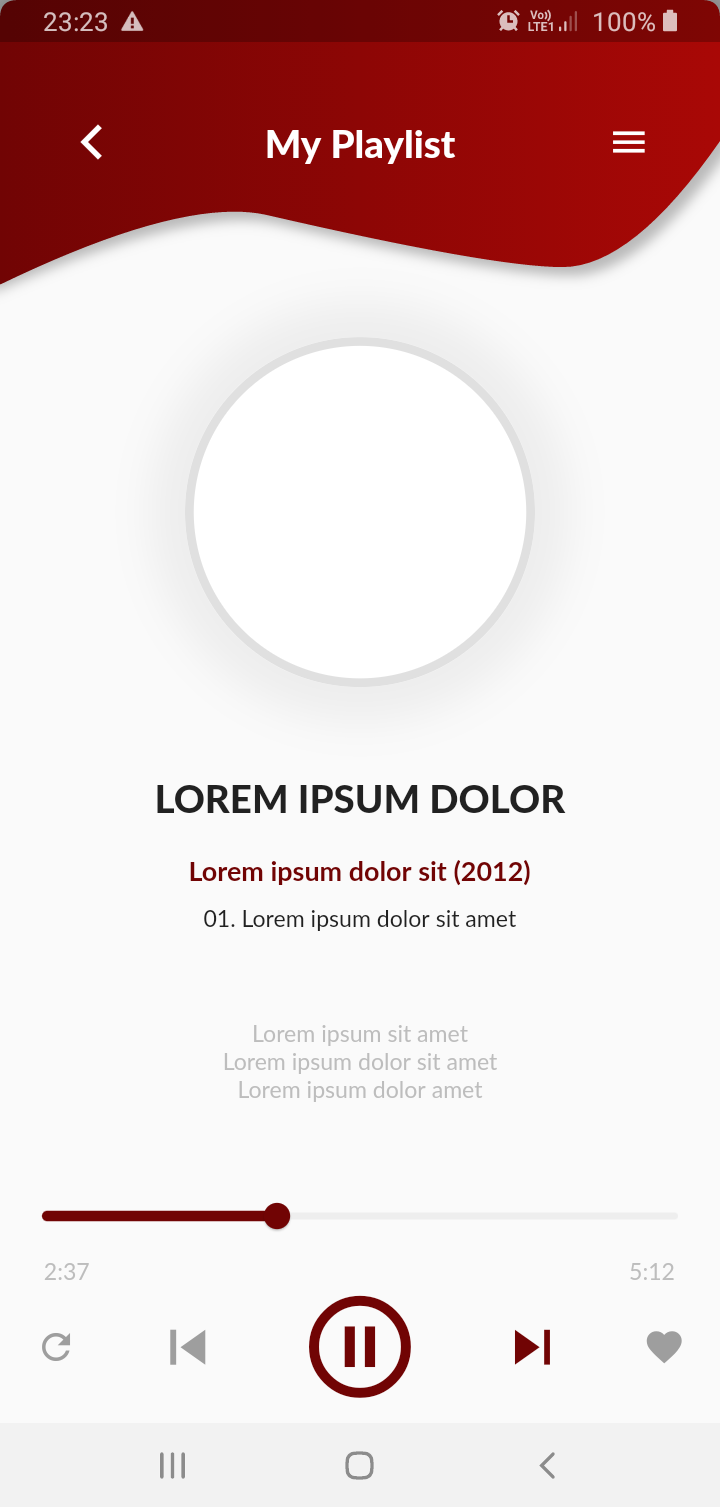 23:23
Vo)) LTE1 100%
My Playlist
LOREM IPSUM DOLOR
Lorem ipsum dolor sit (2012)
01. Lorem ipsum dolor sit amet
Lorem ipsum sit amet
Lorem ipsum dolor sit amet
Lorem ipsum dolor amet
2:37
5:12